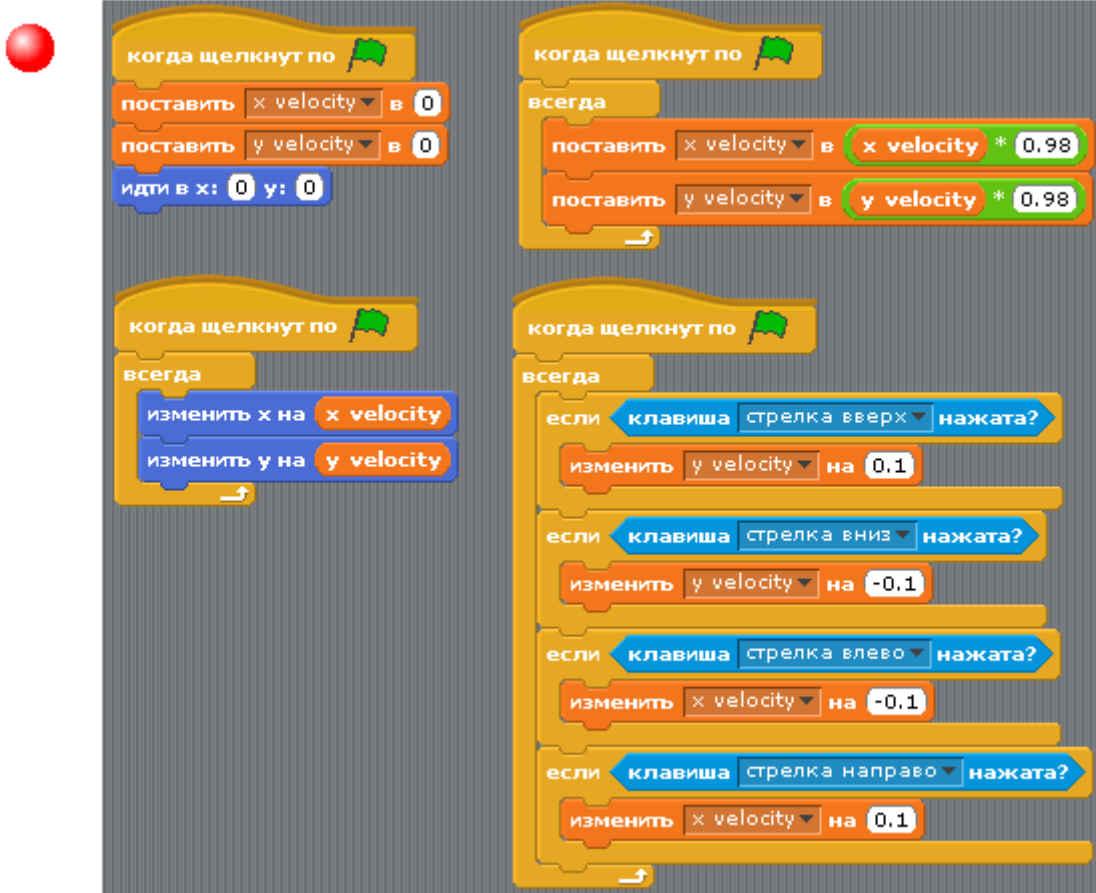 когда щелкнут по
поставить x velocity в 0
поставить y velocity в 0
идти в x: 0 y: 0
когда щелкнут по
всегда
поставить x velocity в x velocity * 0.98
поставить y velocity в y velocity * 0.98
когда щелкнут по
всегда
изменить x на x velocity
изменить y на y velocity
когда щелкнут по
всегда
если клавиша стрелка вверх нажата?
изменить y velocity на 0.1
если клавиша стрелка вниз нажата?
изменить y velocity на -0.1
если клавиша стрелка влево нажата?
изменить x velocity на -0.1
если клавиша стрелка направо нажата?
изменить x velocity на 0.1